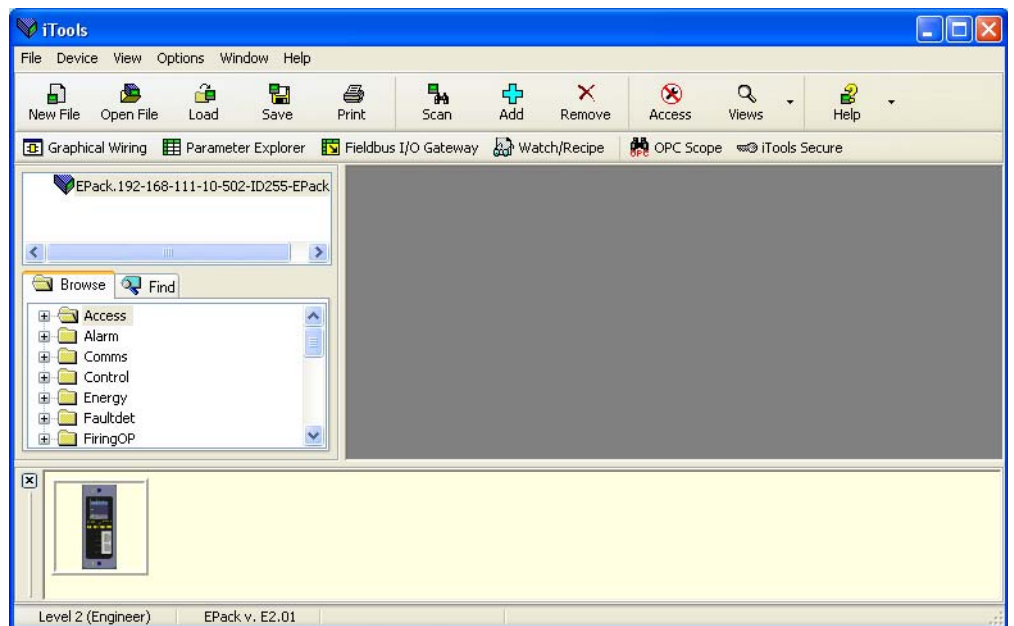 iTools
File Device View Options Window Help
New File Open File Load Save Print Scan Add Remove Access Views Help
Graphical Wiring Parameter Explorer Fieldbus I/O Gateway Watch/Recipe OPC Scope iTools Secure
EPack.192-168-111-10-502-ID255-EPack
Browse Find
Access
Alarm
Comms
Control
Energy
Faultdet
FiringOP
Level 2 (Engineer) EPack v. E2.01